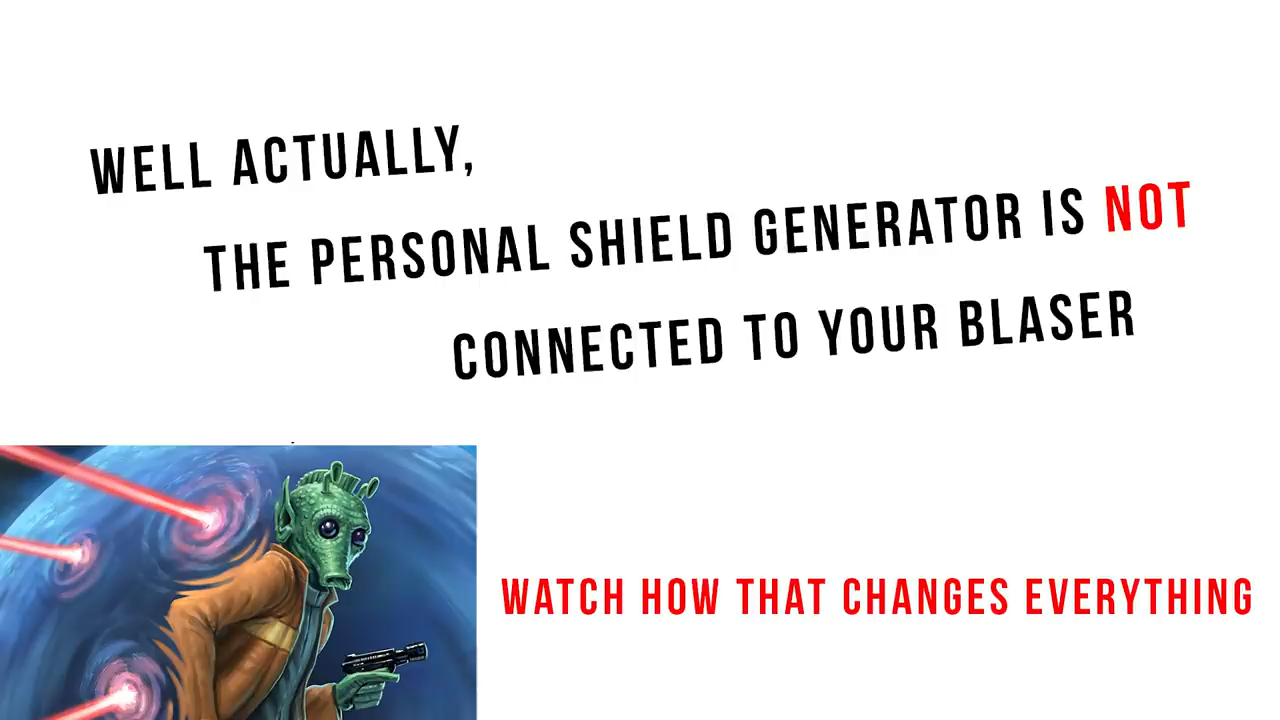 WELL ACTUALLY,
THE PERSONAL SHIELD GENERATOR IS NOT
CONNECTED TO YOUR BLASER
WATCH HOW THAT CHANGES EVERYTHING